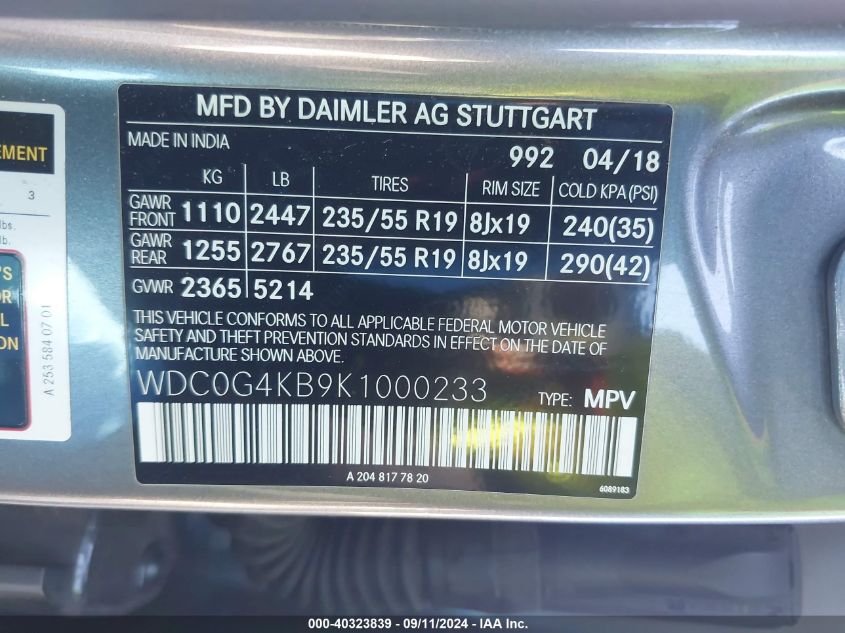 MFD BY DAIMLER AG STUTTGART
MADE IN INDIA
992 04/18
KG LB TIRES RIM SIZE COLD KPA (PSI)
GAWR FRONT 1110 2447 235/55 R19 8Jx19 240(35)
GAWR REAR 1255 2767 235/55 R19 8Jx19 290(42)
GVWR 2365 5214
THIS VEHICLE CONFORMS TO ALL APPLICABLE FEDERAL MOTOR VEHICLE
SAFETY AND THEFT PREVENTION STANDARDS IN EFFECT ON THE DATE OF
MANUFACTURE SHOWN ABOVE.
WDC0G4KB9K1000233 TYPE: MPV
A 204 817 78 20
6089183
3
lbs.
lb.
A 253 584 07 01
000-40323839 - 09/11/2024 - IAAI Inc.